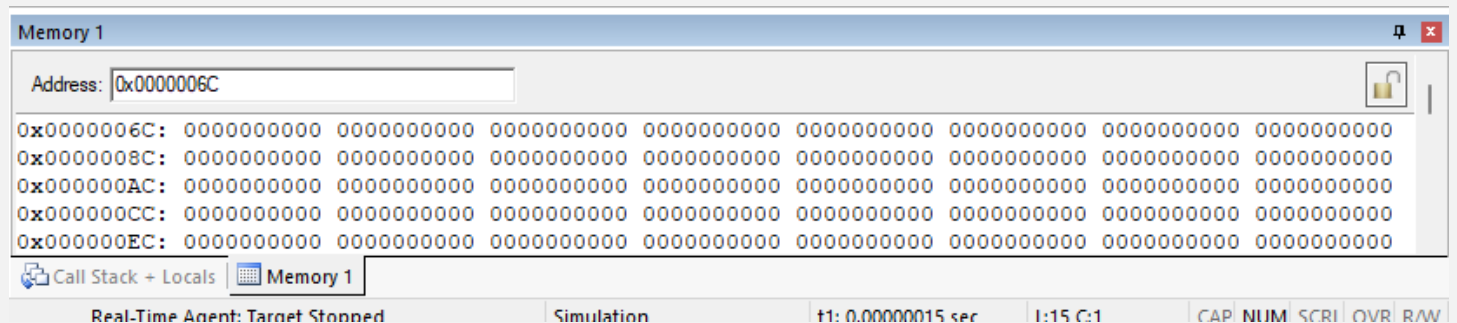 Memory 1
Address: 0x0000006C
0x0000006C: 0000000000 0000000000 0000000000 0000000000 0000000000 0000000000 0000000000 0000000000
0x0000008C: 0000000000 0000000000 0000000000 0000000000 0000000000 0000000000 0000000000 0000000000
0x000000AC: 0000000000 0000000000 0000000000 0000000000 0000000000 0000000000 0000000000 0000000000
0x000000CC: 0000000000 0000000000 0000000000 0000000000 0000000000 0000000000 0000000000 0000000000
0x000000EC: 0000000000 0000000000 0000000000 0000000000 0000000000 0000000000 0000000000 0000000000
Call Stack + Locals Memory 1
Real-Time Agent: Target Stopped Simulation t1: 0.00000015 sec L:15 C:1 CAP NUM SCRL OVR R/W